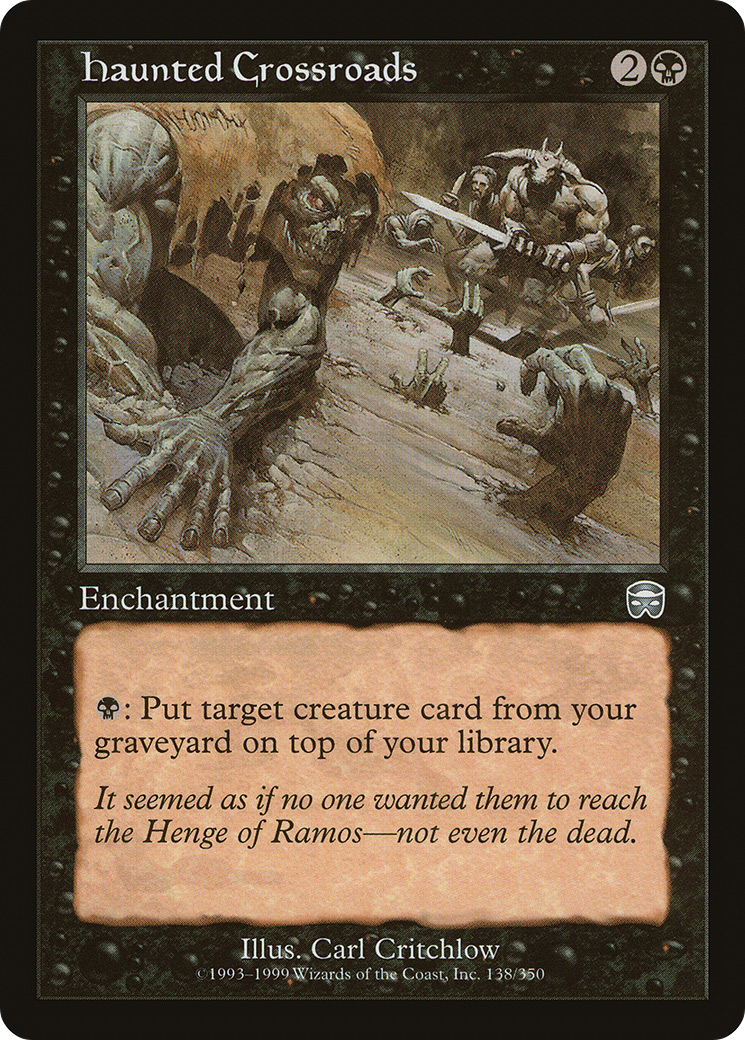 Haunted Crossroads 2
Enchantment
: Put target creature card from your
graveyard on top of your library.
It seemed as if no one wanted them to reach
the Henge of Ramos—not even the dead.
Illus. Carl Critchlow
©1993–1999 Wizards of the Coast, Inc. 138/350